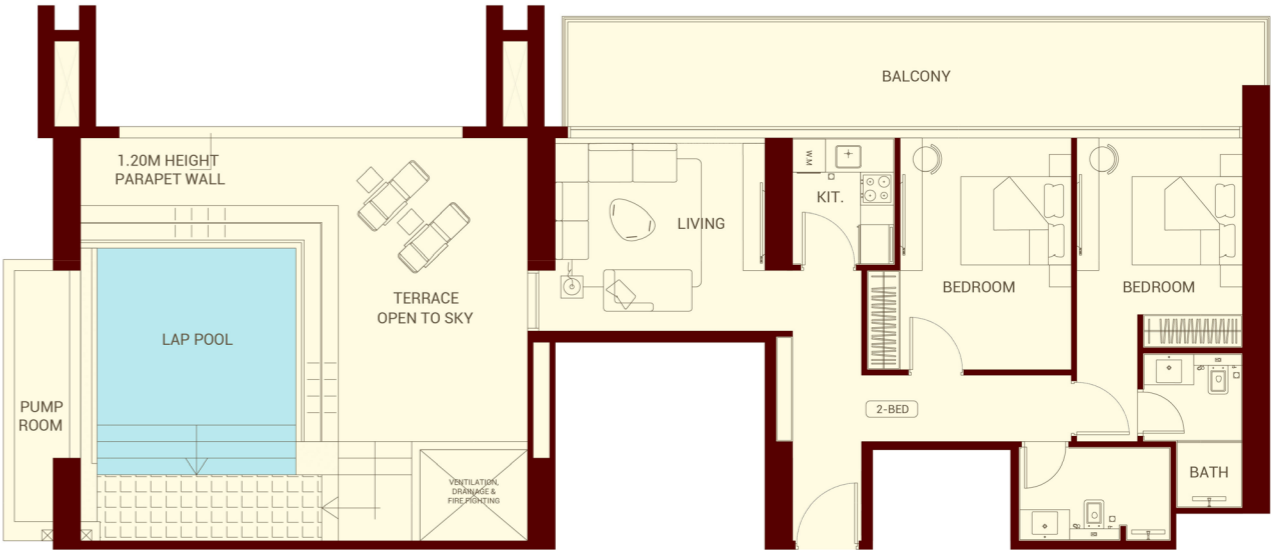 BALCONY
1.20M HEIGHT
PARAPET WALL
W M
KIT.
LIVING
BEDROOM
BEDROOM
TERRACE
OPEN TO SKY
LAP POOL
PUMP
ROOM
2-BED
BATH
VENTILATION,
DRAINAGE &
FIRE FIGHTING